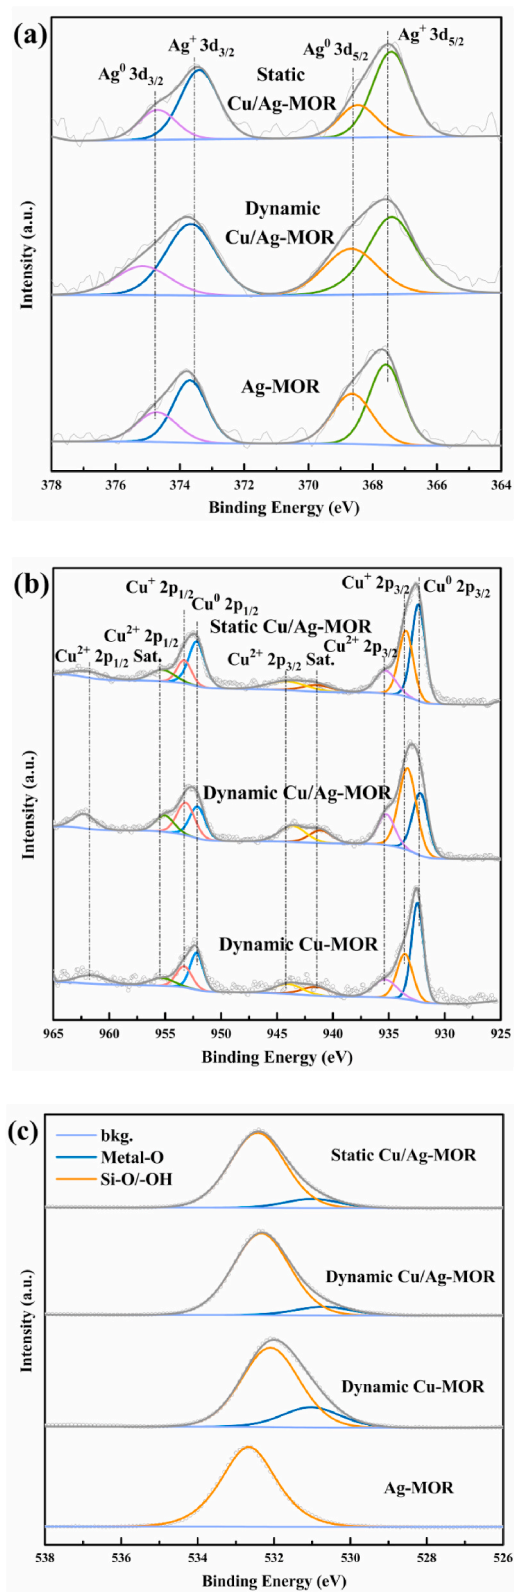 (a)
Ag⁺ 3d₃/₂
Ag⁰ 3d₃/₂
Ag⁰ 3d₅/₂
Ag⁺ 3d₅/₂
Static
Cu/Ag-MOR
Dynamic
Cu/Ag-MOR
Ag-MOR
Intensity (a.u.)
378 376 374 372 370 368 366 364
Binding Energy (eV)
(b)
Cu⁺ 2p₁/₂
Cu⁰ 2p₁/₂
Cu⁺ 2p₃/₂
Cu⁰ 2p₃/₂
Static Cu/Ag-MOR
Cu²⁺ 2p₁/₂
Cu²⁺ 2p₃/₂
Cu²⁺ 2p₁/₂ Sat.
Cu²⁺ 2p₃/₂ Sat.
Dynamic Cu/Ag-MOR
Dynamic Cu-MOR
Intensity (a.u.)
965 960 955 950 945 940 935 930 925
Binding Energy (eV)
(c)
bkg.
Metal-O
Si-O/-OH
Static Cu/Ag-MOR
Dynamic Cu/Ag-MOR
Dynamic Cu-MOR
Ag-MOR
Intensity (a.u.)
538 536 534 532 530 528 526
Binding Energy (eV)